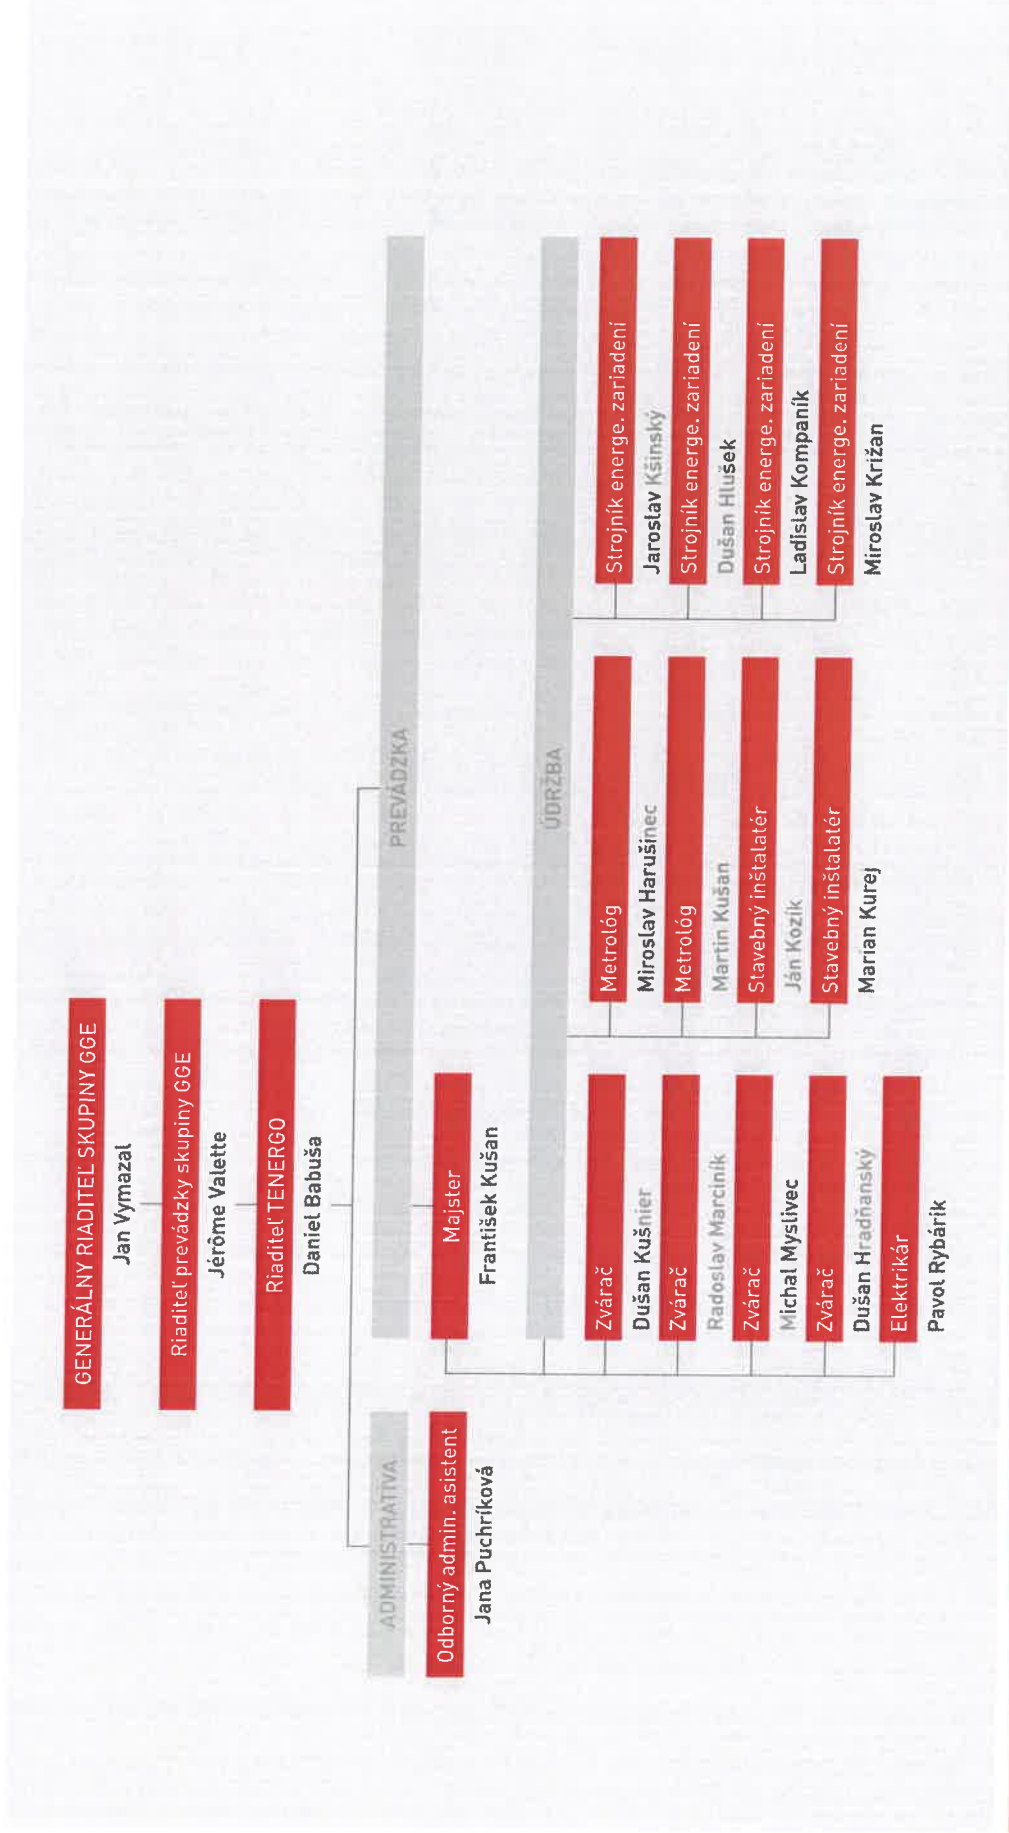 GENERÁLNY RIADITEĽ SKUPINY GGE
Jan Vymazal
Riaditeľ prevádzky skupiny GGE
Jérôme Valette
Riaditeľ TENERGO
Daniel Babuša
ADMINISTRATÍVA
Odborný admin. asistent
Jana Puchríková
PREVÁDZKA
Majster
František Kušan
ÚDRŽBA
Zvárač
Dušan Kušnier
Zvárač
Radoslav Marciník
Zvárač
Michal Myslivec
Zvárač
Dušan Hradňanský
Elektrikár
Pavol Rybárik
Metrológ
Miroslav Harušinec
Metrológ
Martin Kušan
Stavebný inštalatér
Ján Kozík
Stavebný inštalatér
Marian Kurej
Strojník energe. zariadení
Jaroslav Kšinský
Strojník energe. zariadení
Dušan Hlušek
Strojník energe. zariadení
Ladislav Kompaník
Strojník energe. zariadení
Miroslav Križan